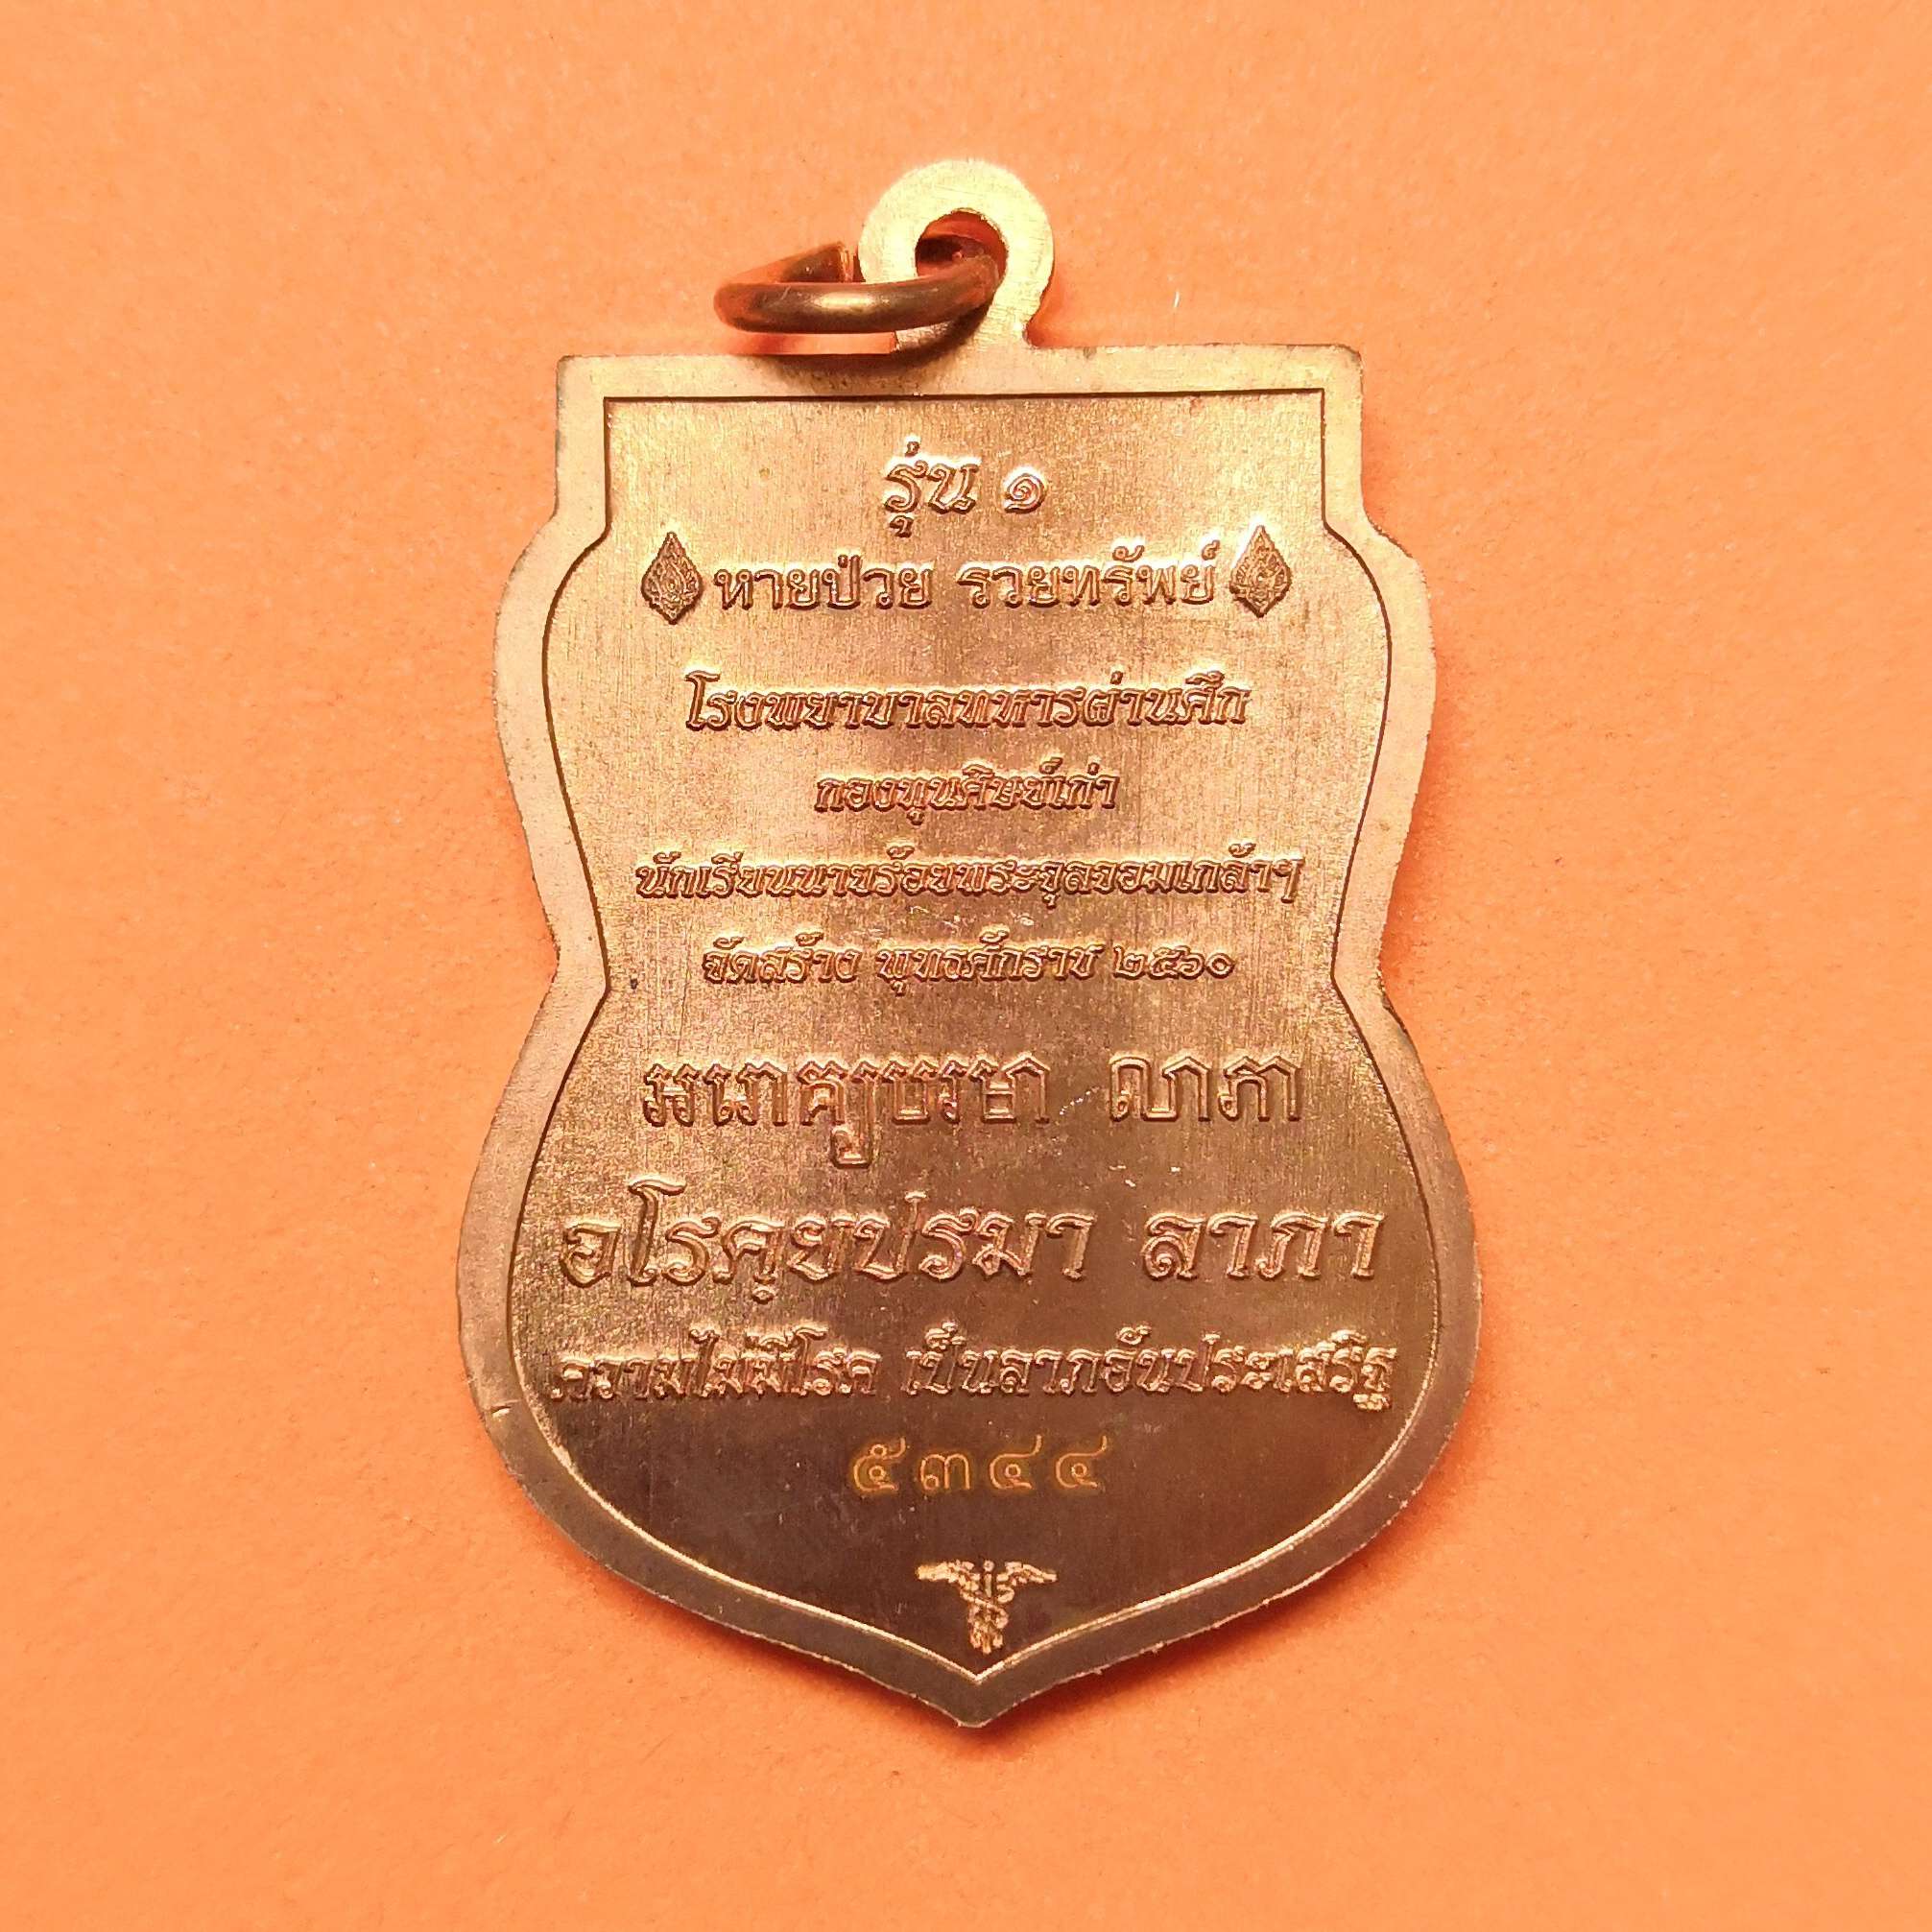 รุ่น ๑
หายป่วย รวยทรัพย์
โรงพยาบาลทหารผ่านศึก
กองทุนศิษย์เก่า
นักเรียนนายร้อยพระจุลจอมเกล้าฯ
จัดสร้าง พุทธศักราช ๒๕๖๐
อโรคฺยปรมา ลาภา
ความไม่มีโรค เป็นลาภอันประเสริฐ
๕๓๔๔